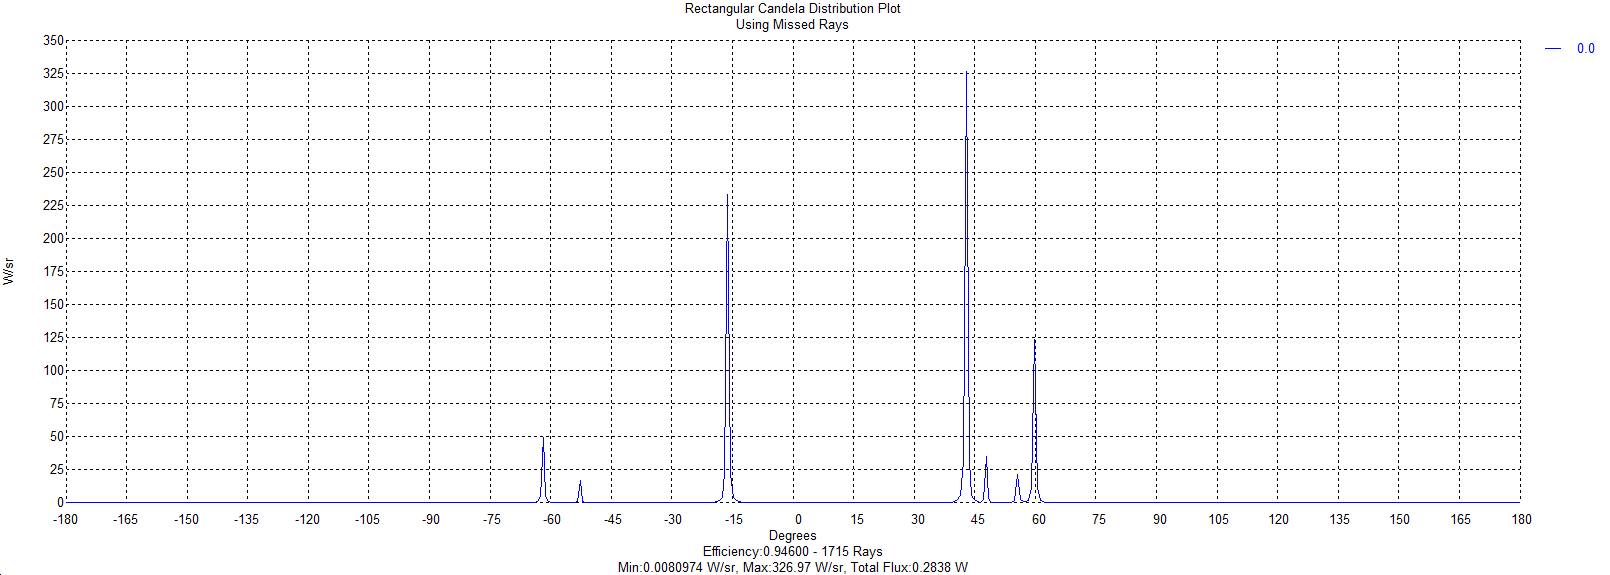 Rectangular Candela Distribution Plot
Using Missed Rays
350
325
300
275
250
225
200
175
150
125
100
75
50
25
0
W/sr
-180 -165 -150 -135 -120 -105 -90 -75 -60 -45 -30 -15 0 15 30 45 60 75 90 105 120 135 150 165 180
Degrees
Efficiency:0.94600 - 1715 Rays
Min:0.0080974 W/sr, Max:326.97 W/sr, Total Flux:0.2838 W
0.0